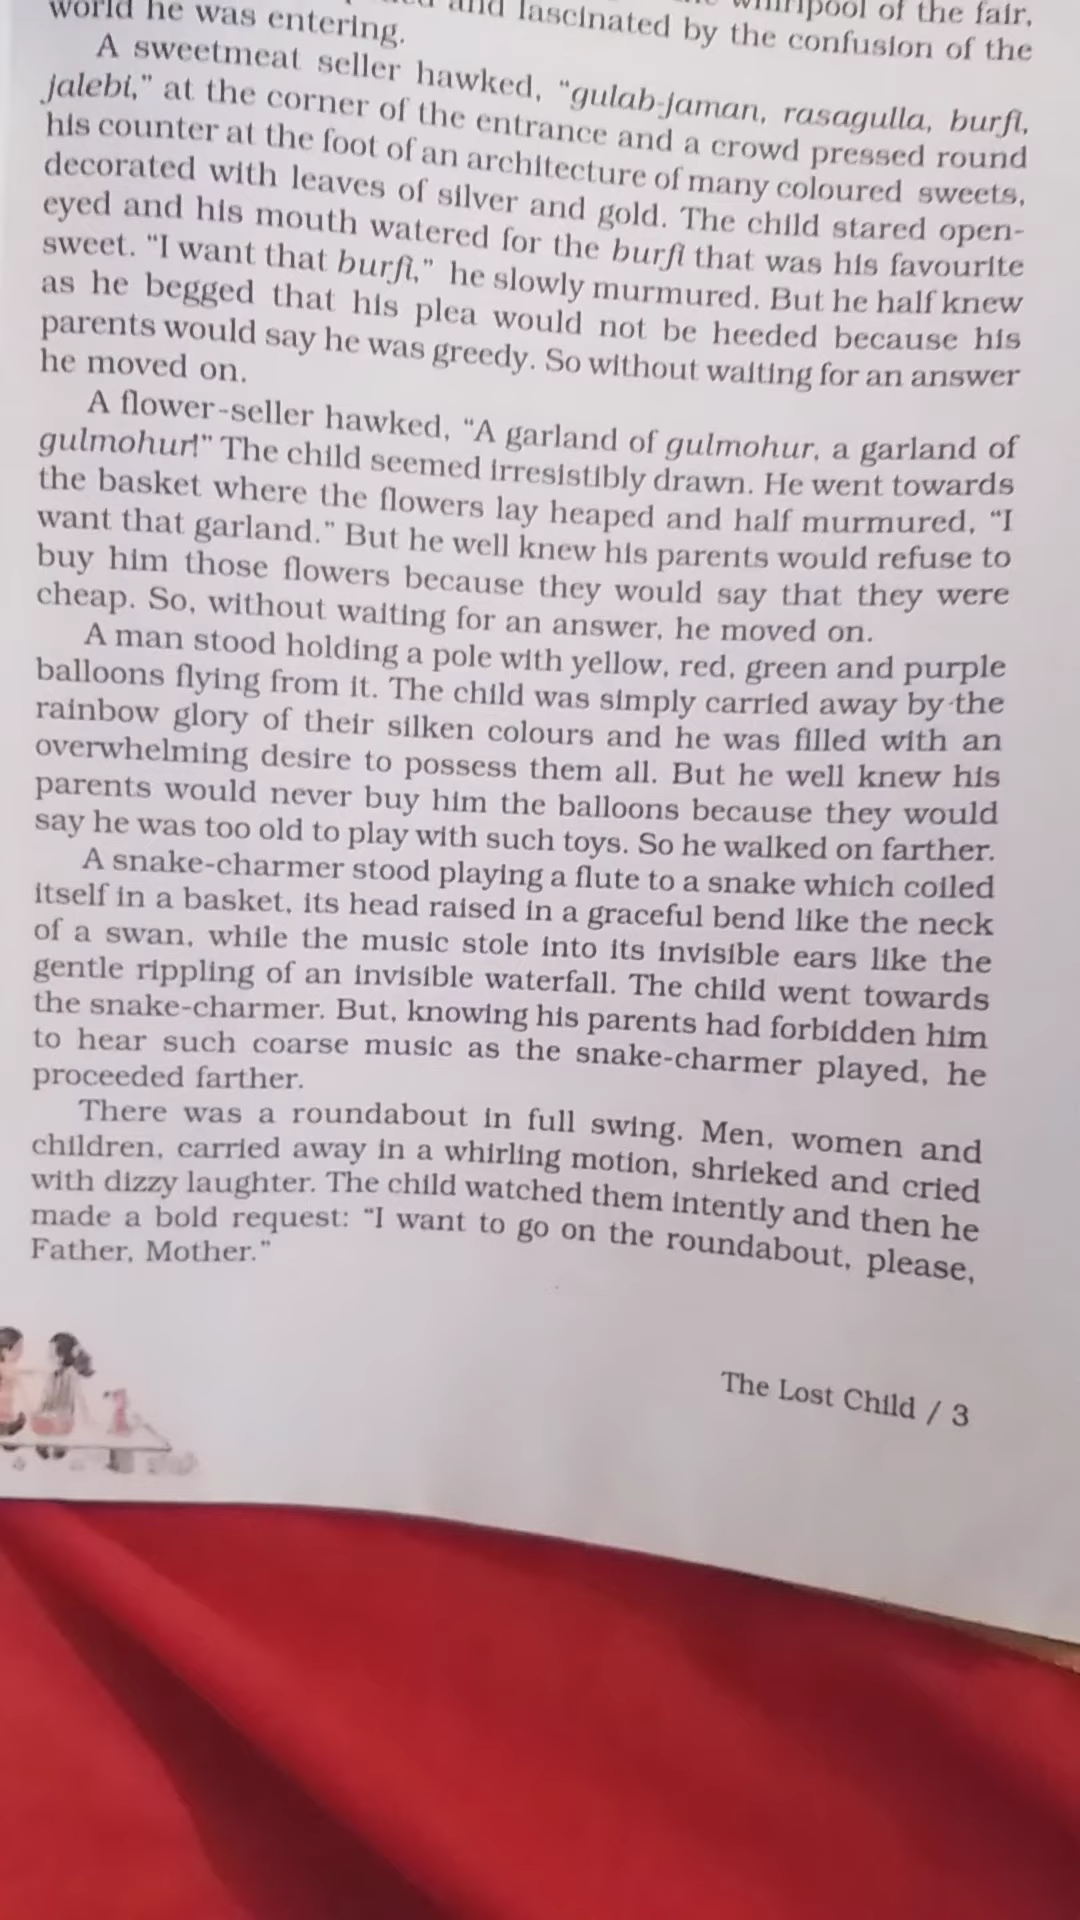 whirlpool of the fair,
and fascinated by the confusion of the
world he was entering.
A sweetmeat seller hawked, “gulab-jaman, rasagulla, burfi,
jalebi,” at the corner of the entrance and a crowd pressed round
his counter at the foot of an architecture of many coloured sweets,
decorated with leaves of silver and gold. The child stared open-
eyed and his mouth watered for the burfi that was his favourite
sweet. “I want that burfi,” he slowly murmured. But he half knew
as he begged that his plea would not be heeded because his
parents would say he was greedy. So without waiting for an answer
he moved on.
A flower-seller hawked, “A garland of gulmohur, a garland of
gulmohur!” The child seemed irresistibly drawn. He went towards
the basket where the flowers lay heaped and half murmured, “I
want that garland.” But he well knew his parents would refuse to
buy him those flowers because they would say that they were
cheap. So, without waiting for an answer, he moved on.
A man stood holding a pole with yellow, red, green and purple
balloons flying from it. The child was simply carried away by the
rainbow glory of their silken colours and he was filled with an
overwhelming desire to possess them all. But he well knew his
parents would never buy him the balloons because they would
say he was too old to play with such toys. So he walked on farther.
A snake-charmer stood playing a flute to a snake which coiled
itself in a basket, its head raised in a graceful bend like the neck
of a swan, while the music stole into its invisible ears like the
gentle rippling of an invisible waterfall. The child went towards
the snake-charmer. But, knowing his parents had forbidden him
to hear such coarse music as the snake-charmer played, he
proceeded farther.
There was a roundabout in full swing. Men, women and
children, carried away in a whirling motion, shrieked and cried
with dizzy laughter. The child watched them intently and then he
made a bold request: “I want to go on the roundabout, please,
Father, Mother.”
The Lost Child / 3